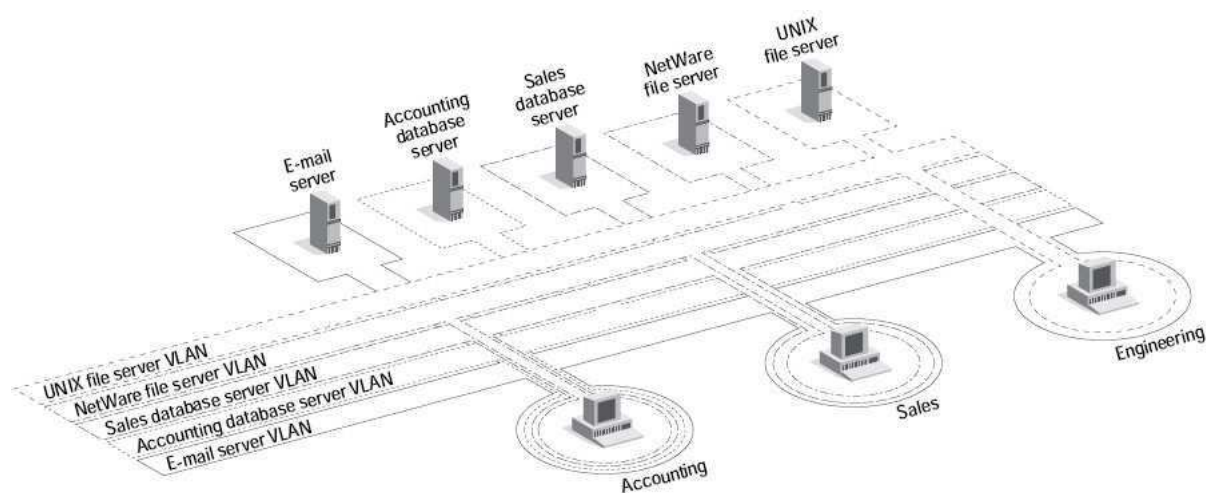 UNIX
file server
NetWare
file server
Sales
database
server
Accounting
database
server
E-mail
server
UNIX file server VLAN
NetWare file server VLAN
Sales database server VLAN
Accounting database server VLAN
E-mail server VLAN
Engineering
Sales
Accounting